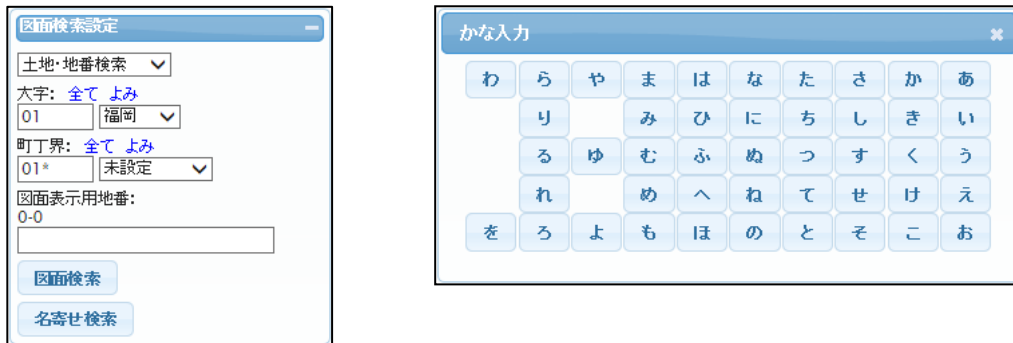 図面検索設定
土地・地番検索
大字: 全て よみ
01 福岡
町丁界: 全て よみ
01* 未設定
図面表示用地番:
0-0
図面検索
名寄せ検索
かな入力
わ ら や ま は な た さ か あ
り み ひ に ち し き い
る ゆ む ふ ぬ つ す く う
れ め へ ね て せ け え
を ろ よ も ほ の と そ こ お